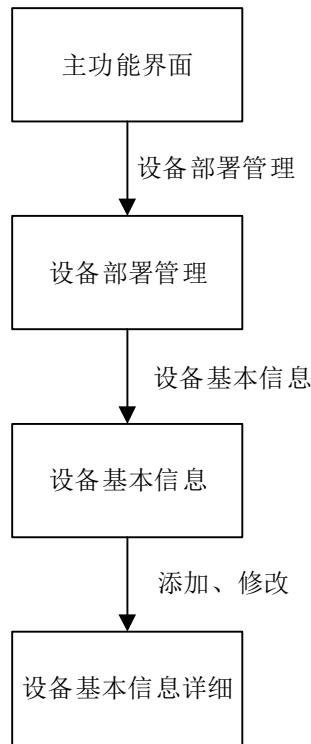 主功能界面
设备部署管理
设备部署管理
设备基本信息
设备基本信息
添加、修改
设备基本信息详细